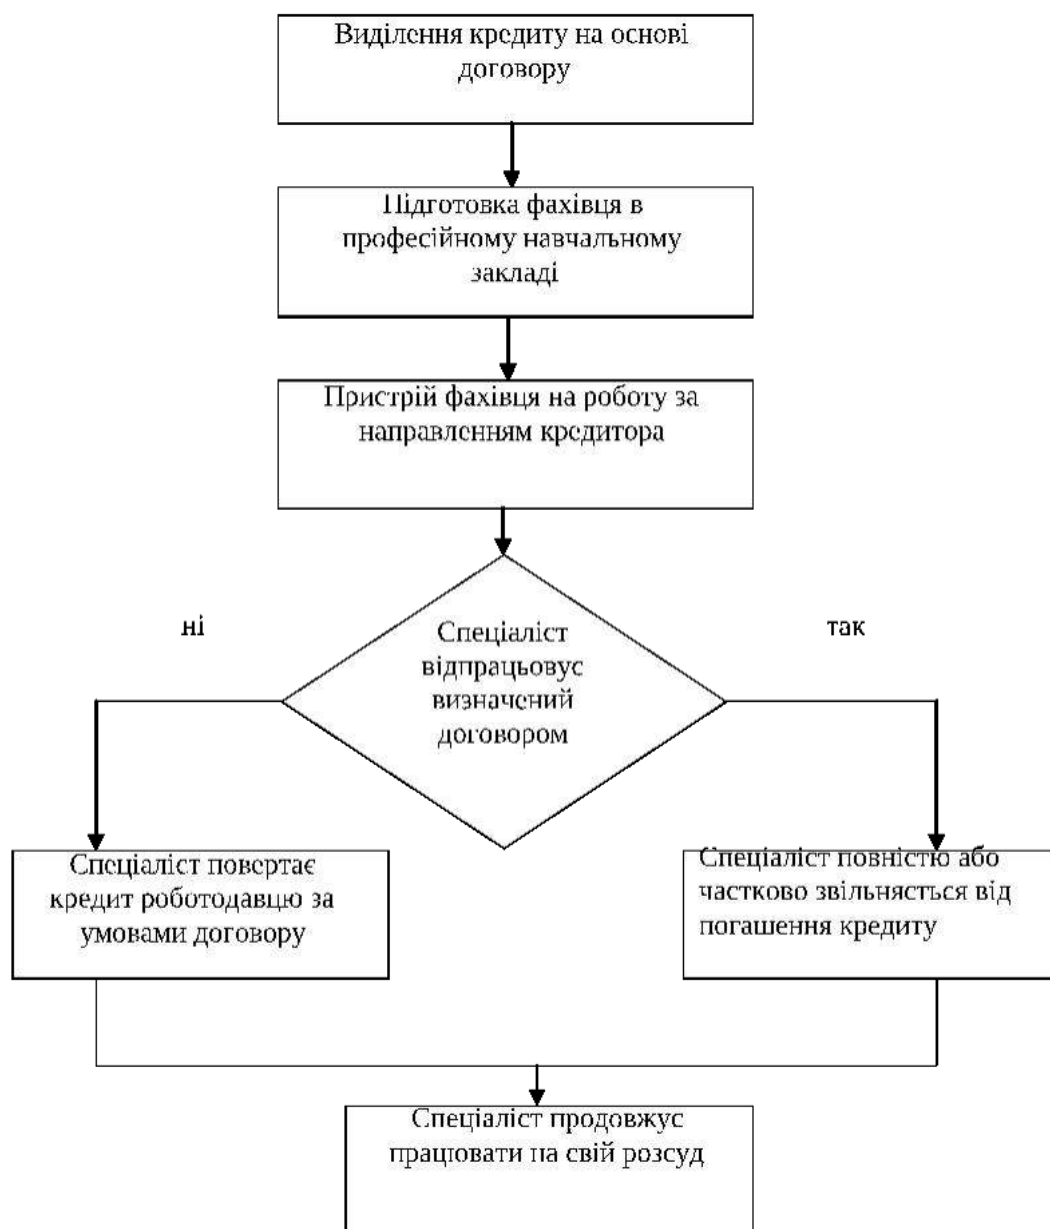 Виділення кредиту на основі
договору
Підготовка фахівця в
професійному навчальному
закладі
Пристрій фахівця на роботу за
направленням кредитора
ні
так
Спеціаліст
відпрацьовує
визначений
договором
Спеціаліст повертає
кредит роботодавцю за
умовами договору
Спеціаліст повністю або
частково звільняється від
погашення кредиту
Спеціаліст продовжує
працювати на свій розсуд